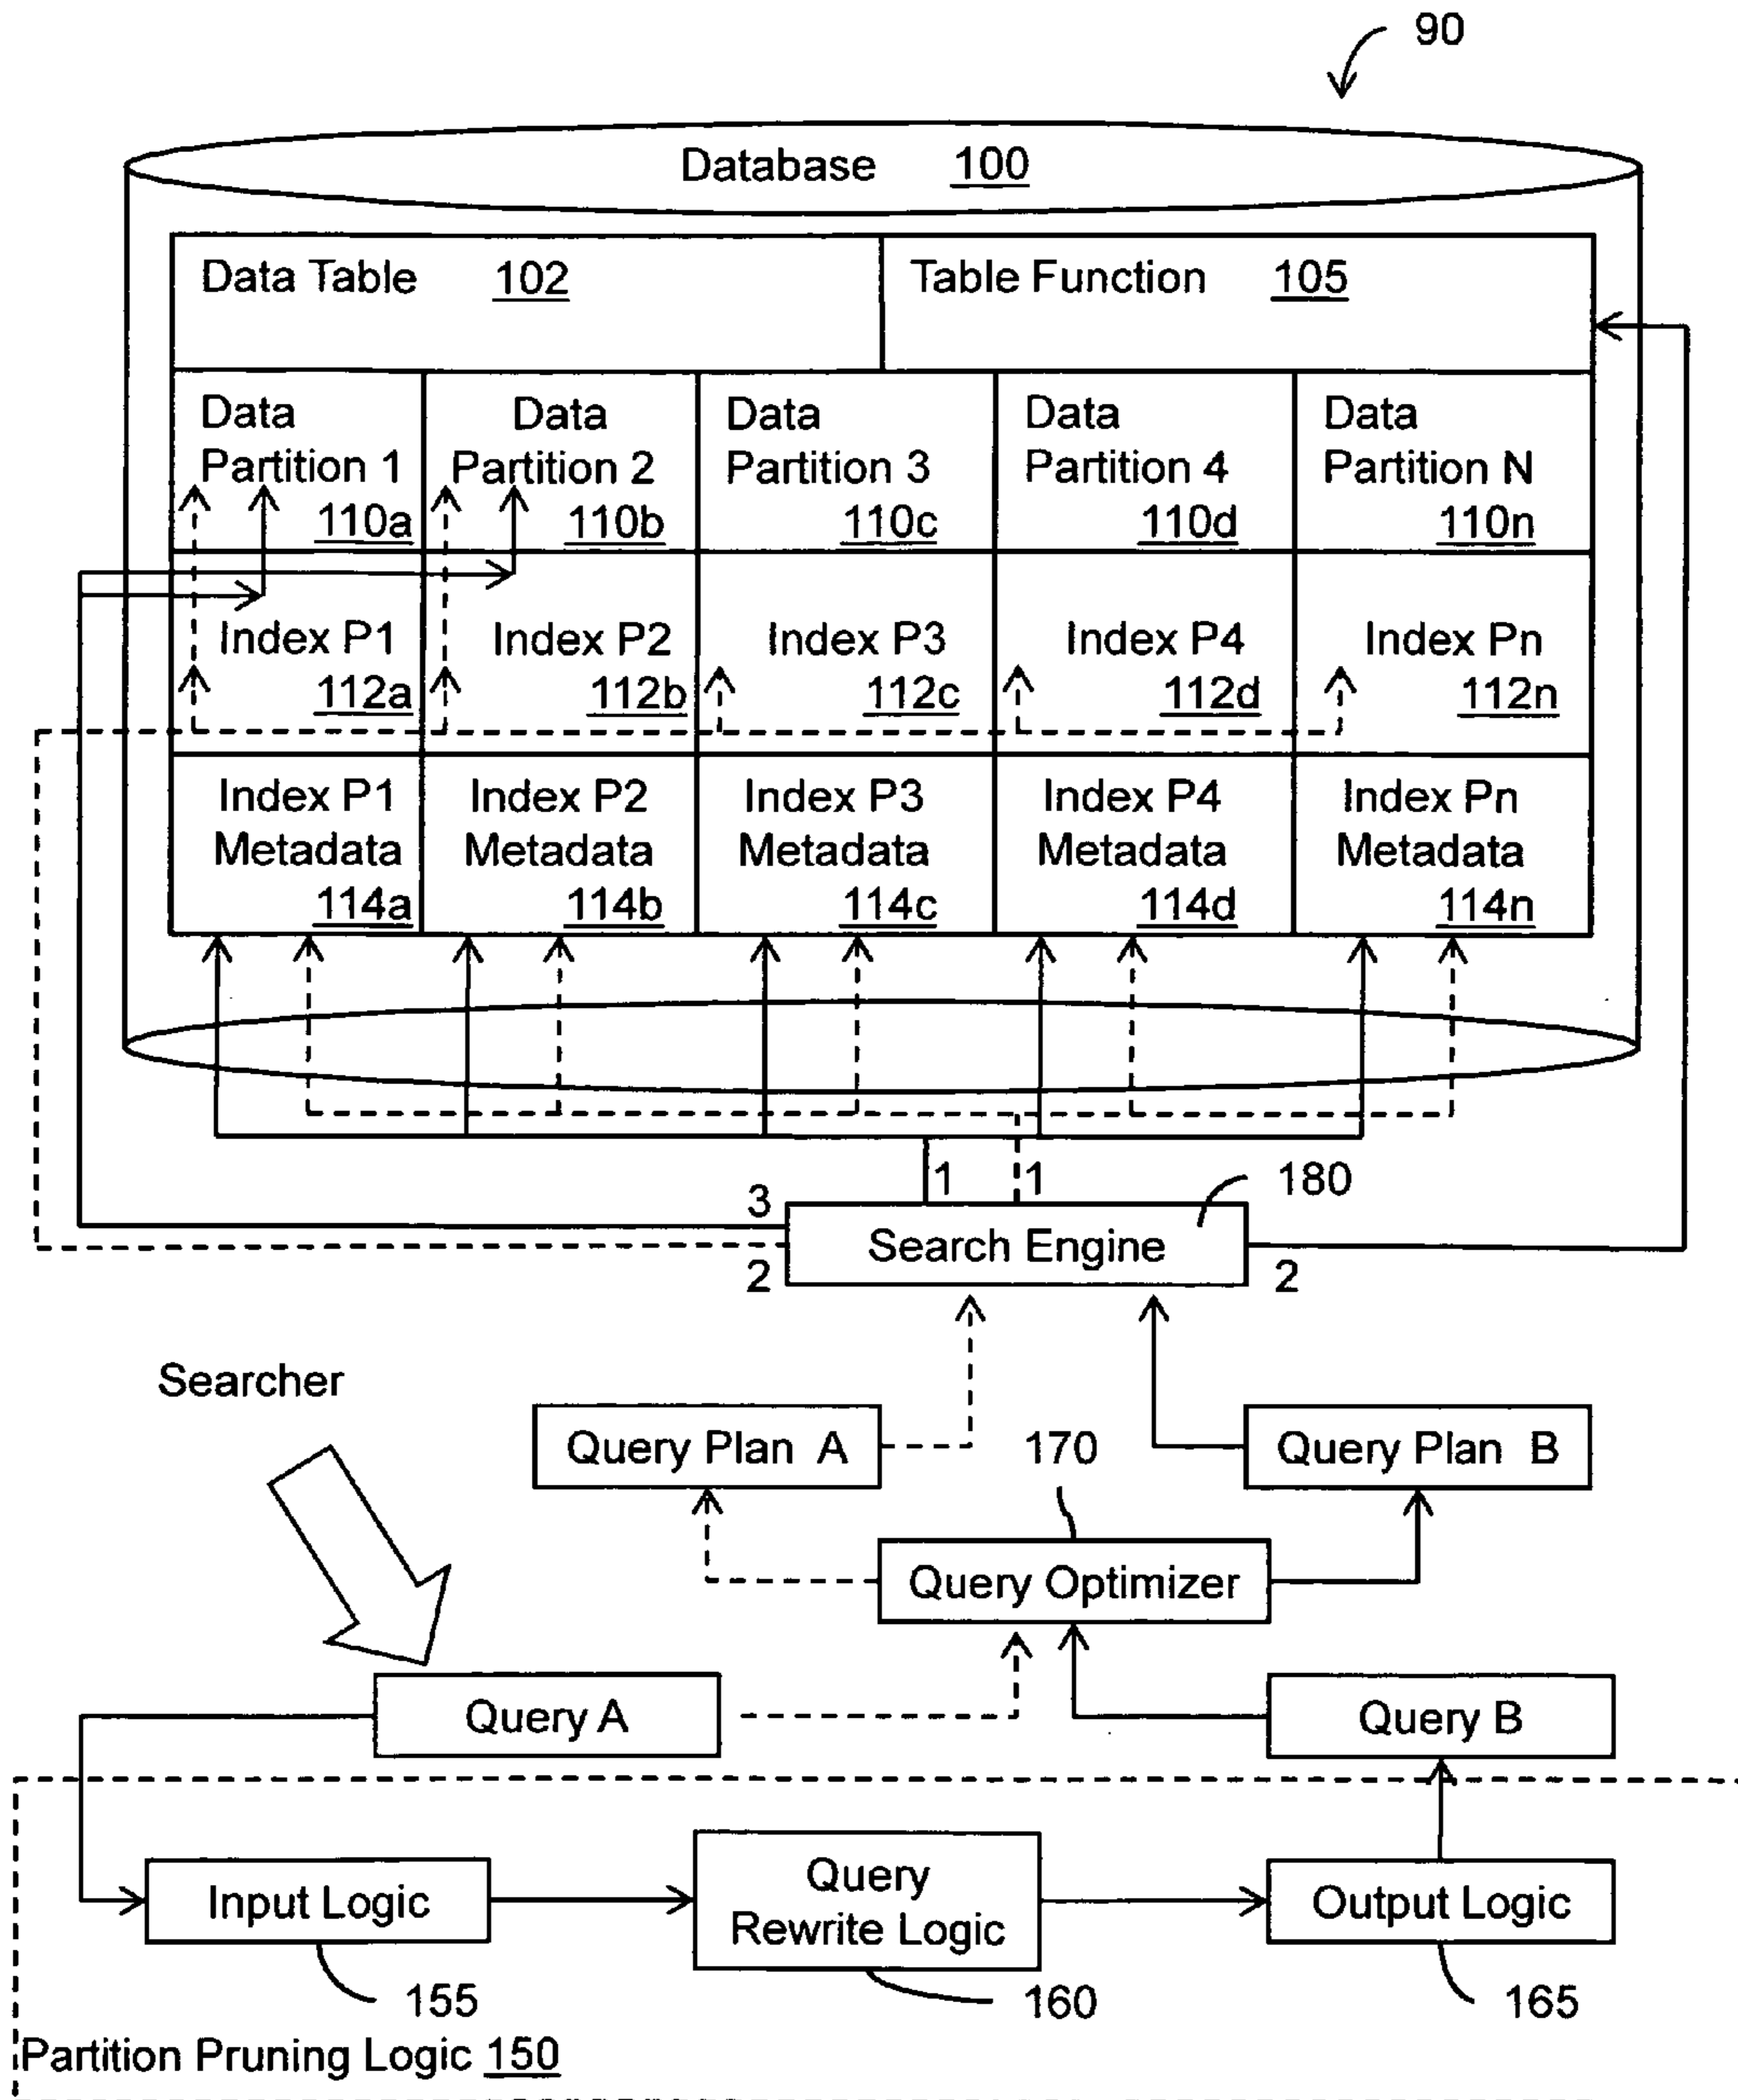 90
Database 100
Data Table 102
Table Function 105
Data
Partition 1
110a
Data
Partition 2
110b
Data
Partition 3
110c
Data
Partition 4
110d
Data
Partition N
110n
Index P1
112a
Index P2
112b
Index P3
112c
Index P4
112d
Index Pn
112n
Index P1
Metadata
114a
Index P2
Metadata
114b
Index P3
Metadata
114c
Index P4
Metadata
114d
Index Pn
Metadata
114n
1
1
180
3
Search Engine
2
2
Searcher
Query Plan A
170
Query Plan B
Query Optimizer
Query A
Query B
Input Logic
Query
Rewrite Logic
Output Logic
155
160
165
Partition Pruning Logic 150